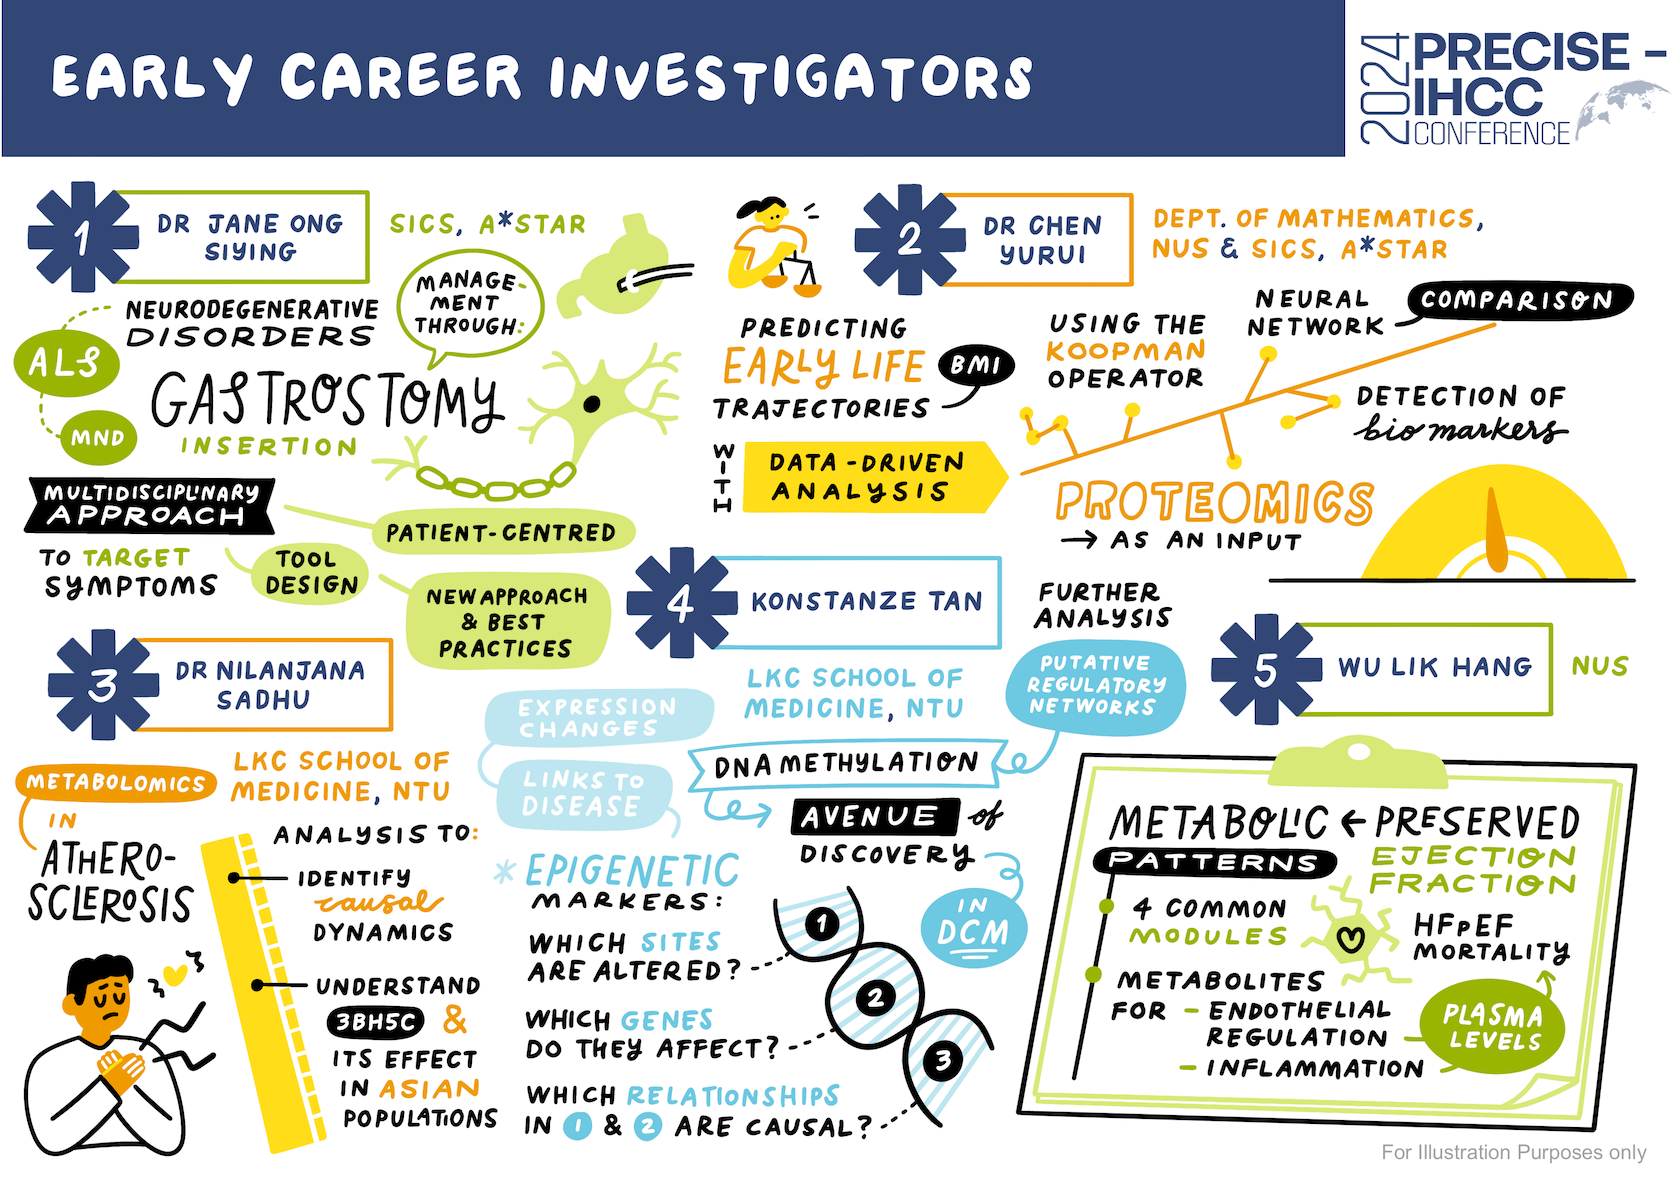 EARLY CAREER INVESTIGATORS
2024
PRECISE -
IHCC
CONFERENCE
1
DR JANE ONG
SIYING
SICS, A*STAR
NEURODEGENERATIVE
DISORDERS
ALS
MND
MANAGE-
MENT
THROUGH:
GASTROSTOMY
INSERTION
MULTIDISCIPLINARY
APPROACH
TO TARGET
SYMPTOMS
TOOL
DESIGN
PATIENT-CENTRED
NEW APPROACH
& BEST
PRACTICES
2
DR CHEN
YURUI
DEPT. OF MATHEMATICS,
NUS & SICS, A*STAR
PREDICTING
EARLY LIFE
BMI
TRAJECTORIES
WITH
DATA-DRIVEN
ANALYSIS
USING THE
KOOPMAN
OPERATOR
NEURAL
NETWORK
COMPARISON
DETECTION OF
biomarkers
PROTEOMICS
→ AS AN INPUT
3
DR NILANJANA
SADHU
LKC SCHOOL OF
MEDICINE, NTU
METABOLOMICS
IN
ATHERO-
SCLEROSIS
ANALYSIS TO:
IDENTIFY
causal
DYNAMICS
UNDERSTAND
3BH5C &
ITS EFFECT
IN ASIAN
POPULATIONS
4
KONSTANZE TAN
LKC SCHOOL OF
MEDICINE, NTU
FURTHER
ANALYSIS
PUTATIVE
REGULATORY
NETWORKS
EXPRESSION
CHANGES
LINKS TO
DISEASE
DNA METHYLATION
AVENUE of
DISCOVERY
IN
DCM
* EPIGENETIC
MARKERS:
WHICH SITES
ARE ALTERED?
1
WHICH GENES
DO THEY AFFECT?
2
WHICH RELATIONSHIPS
IN 1 & 2 ARE CAUSAL?
3
5
WU LIK HANG
NUS
METABOLIC ← PRESERVED
PATTERNS
EJECTION
FRACTION
4 COMMON
MODULES
HFpEF
MORTALITY
METABOLITES
FOR - ENDOTHELIAL
REGULATION
- INFLAMMATION
PLASMA
LEVELS
For Illustration Purposes only